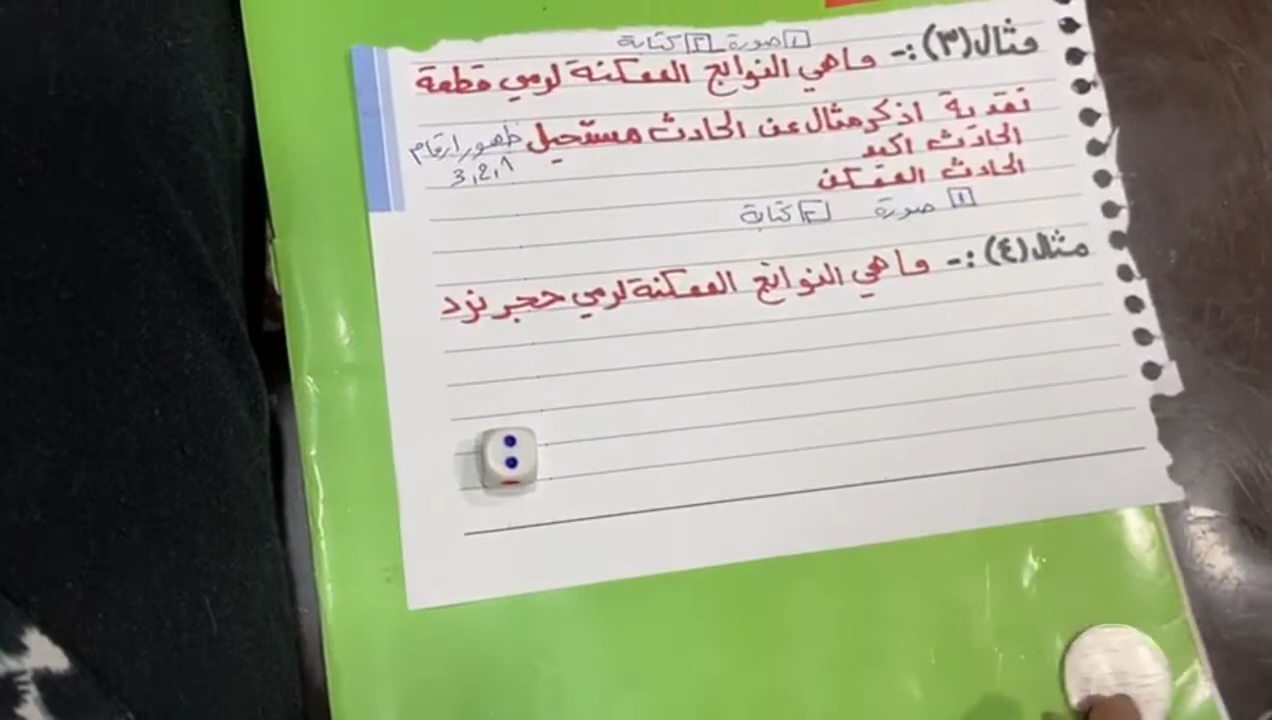 ١ صورة ٢ كتابة
مثال (٣) :- ماهي النواتج الممكنة لرمي قطعة
نقدية اذكر مثال عن الحادث مستحيل ظهور ارقام
3,2,1
الحادث اكيد
الحادث الممكن
١ صورة ٢ كتابة
مثال (٤) :- ماهي النواتج الممكنة لرمي حجر نرد